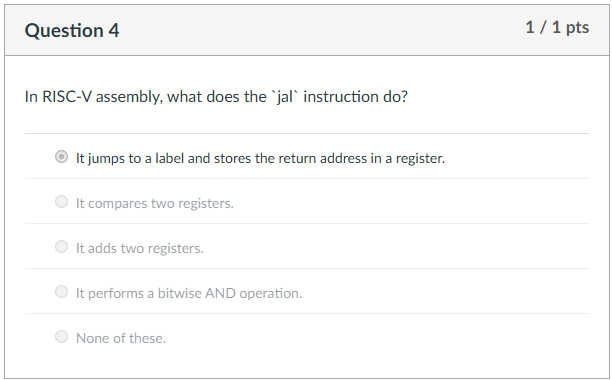 Question 4
1 / 1 pts
In RISC-V assembly, what does the `jal` instruction do?
It jumps to a label and stores the return address in a register.
It compares two registers.
It adds two registers.
It performs a bitwise AND operation.
None of these.